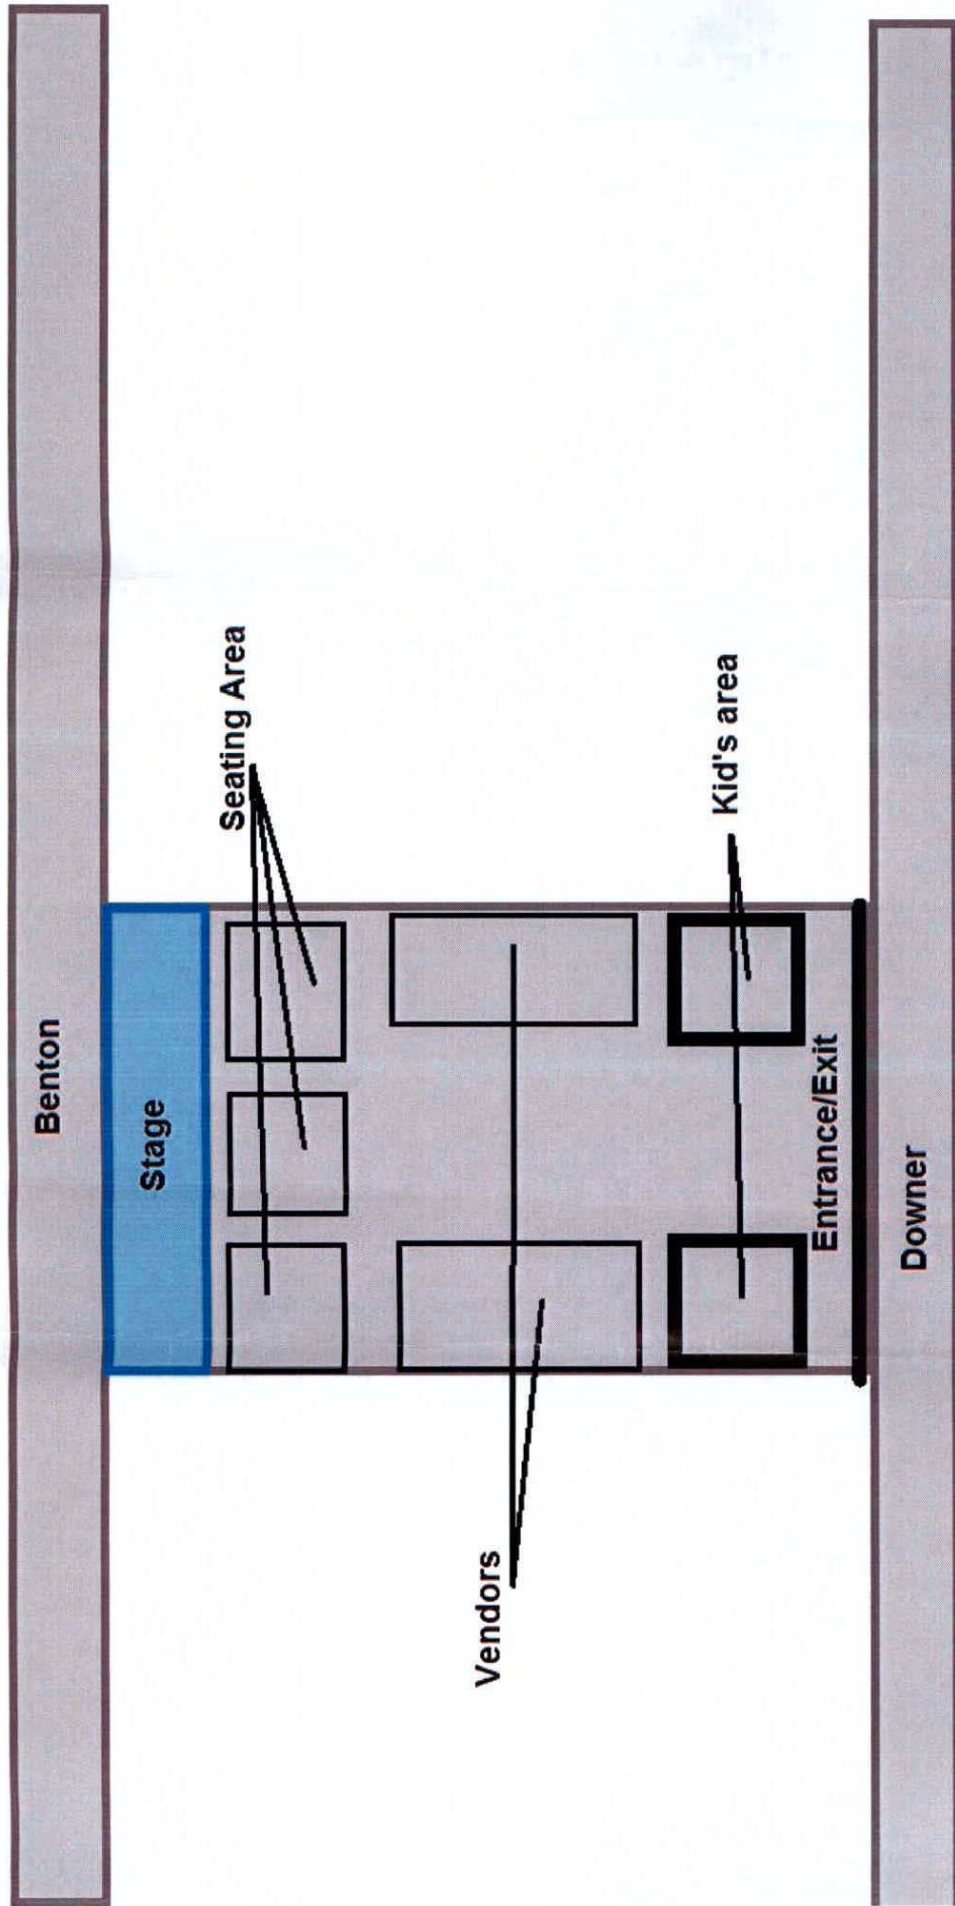 Benton
Stage
Seating Area
Vendors
Kid's area
Entrance/Exit
Downer